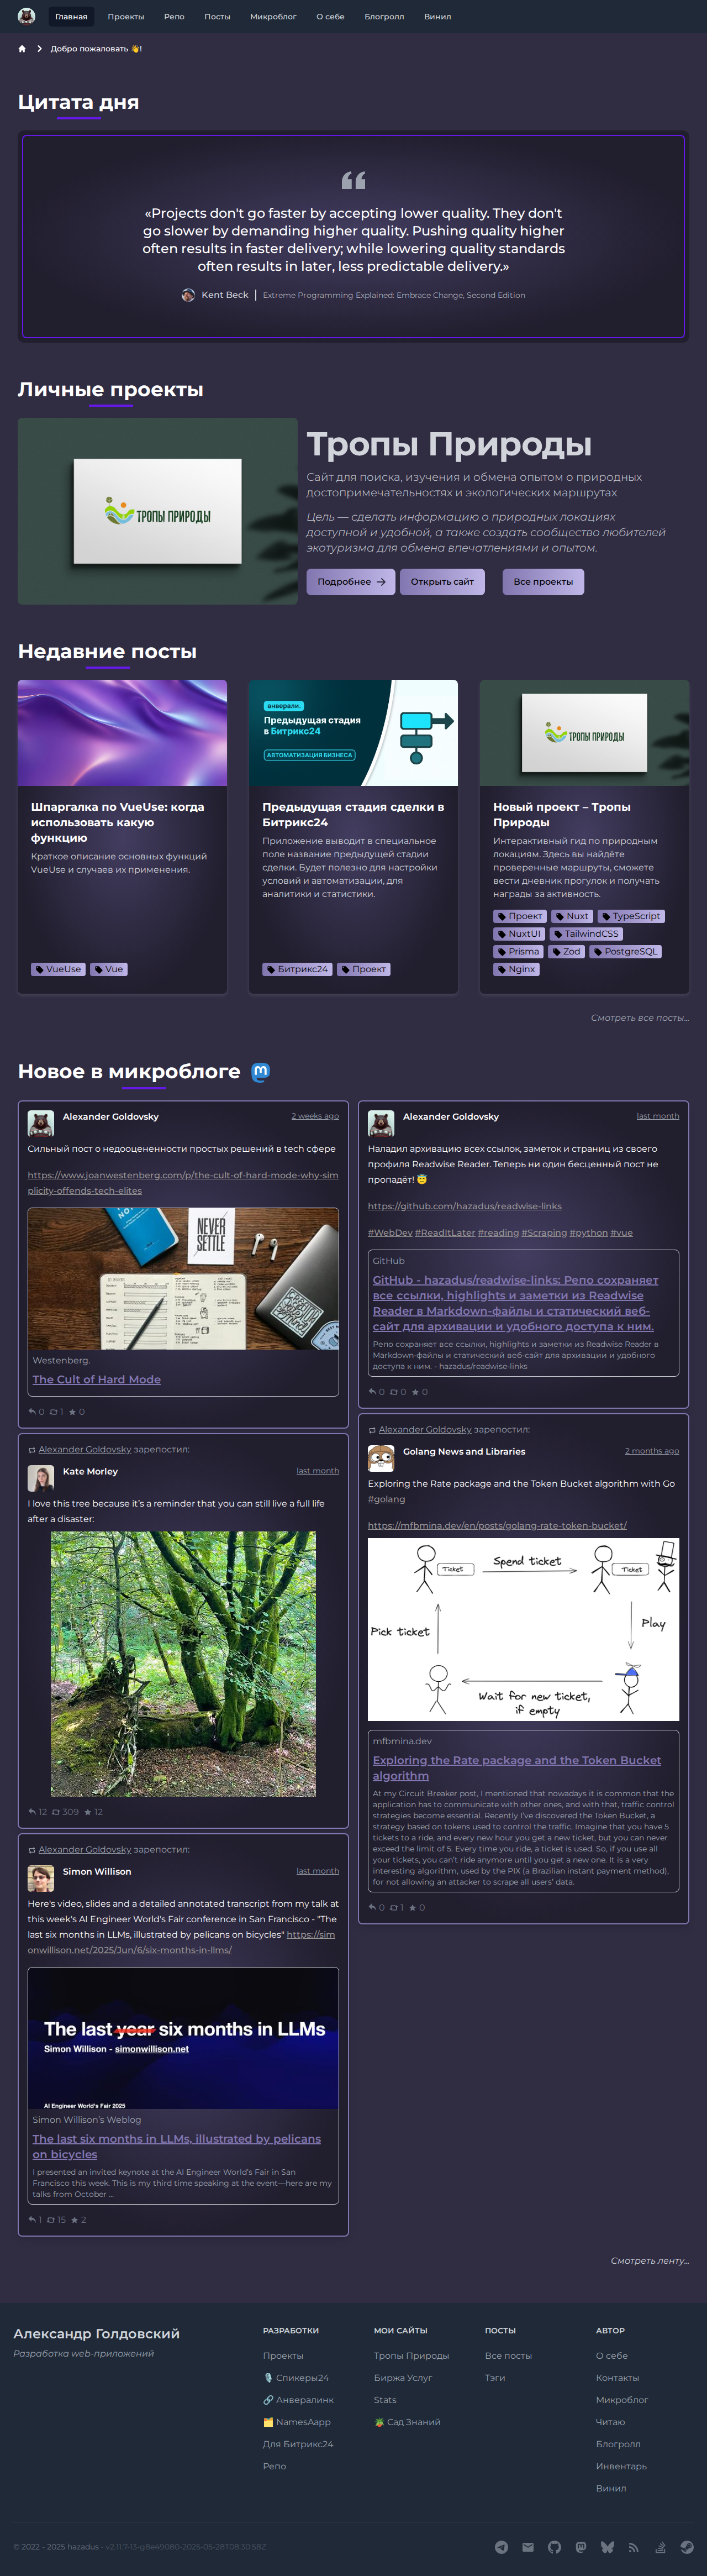 Главная Проекты Репо Посты Микроблог О себе Блогролл Винил
Добро пожаловать 👋!
Цитата дня
«Projects don't go faster by accepting lower quality. They don't
go slower by demanding higher quality. Pushing quality higher
often results in faster delivery; while lowering quality standards
often results in later, less predictable delivery.»
Kent Beck Extreme Programming Explained: Embrace Change, Second Edition
Личные проекты
ТРОПЫ ПРИРОДЫ
Тропы Природы
Сайт для поиска, изучения и обмена опытом о природных
достопримечательностях и экологических маршрутах
Цель — сделать информацию о природных локациях
доступной и удобной, а также создать сообщество любителей
экотуризма для обмена впечатлениями и опытом.
Подробнее → Открыть сайт Все проекты
Недавние посты
Шпаргалка по VueUse: когда
использовать какую
функцию
Краткое описание основных функций
VueUse и случаев их применения.
VueUse Vue
анверали.
Предыдущая стадия
в Битрикс24
АВТОМАТИЗАЦИЯ БИЗНЕСА
Предыдущая стадия сделки в
Битрикс24
Приложение выводит в специальное
поле название предыдущей стадии
сделки. Будет полезно для настройки
условий и автоматизации, для
аналитики и статистики.
Битрикс24 Проект
ТРОПЫ ПРИРОДЫ
Новый проект – Тропы
Природы
Интерактивный гид по природным
локациям. Здесь вы найдёте
проверенные маршруты, сможете
вести дневник прогулок и получать
награды за активность.
Проект Nuxt TypeScript
NuxtUI TailwindCSS
Prisma Zod PostgreSQL
Nginx
Смотреть все посты...
Новое в микроблоге
Alexander Goldovsky 2 weeks ago
Сильный пост о недооцененности простых решений в tech сфере
https://www.joanwestenberg.com/p/the-cult-of-hard-mode-why-sim
plicity-offends-tech-elites
NEVER
SETTLE
Westenberg.
The Cult of Hard Mode
0 1 0
Alexander Goldovsky зарепостил:
Kate Morley last month
I love this tree because it's a reminder that you can still live a full life
after a disaster:
12 309 12
Alexander Goldovsky зарепостил:
Simon Willison last month
Here's video, slides and a detailed annotated transcript from my talk at
this week's AI Engineer World's Fair conference in San Francisco - "The
last six months in LLMs, illustrated by pelicans on bicycles" https://sim
onwillison.net/2025/Jun/6/six-months-in-llms/
The last year six months in LLMs
Simon Willison - simonwillison.net
AI Engineer World's Fair 2025
Simon Willison's Weblog
The last six months in LLMs, illustrated by pelicans
on bicycles
I presented an invited keynote at the AI Engineer World's Fair in San
Francisco this week. This is my third time speaking at the event—here are my
talks from October ...
1 15 2
Alexander Goldovsky last month
Наладил архивацию всех ссылок, заметок и страниц из своего
профиля Readwise Reader. Теперь ни один бесценный пост не
пропадёт! 😇
https://github.com/hazadus/readwise-links
#WebDev #ReadItLater #reading #Scraping #python #vue
GitHub
GitHub - hazadus/readwise-links: Репо сохраняет
все ссылки, highlights и заметки из Readwise
Reader в Markdown-файлы и статический веб-
сайт для архивации и удобного доступа к ним.
Репо сохраняет все ссылки, highlights и заметки из Readwise Reader в
Markdown-файлы и статический веб-сайт для архивации и удобного
доступа к ним. - hazadus/readwise-links
0 0 0
Alexander Goldovsky зарепостил:
Golang News and Libraries 2 months ago
Exploring the Rate package and the Token Bucket algorithm with Go
#golang
https://mfbmina.dev/en/posts/golang-rate-token-bucket/
Ticket Spend ticket Ticket
Pick ticket Play
Wait for new ticket,
if empty
mfbmina.dev
Exploring the Rate package and the Token Bucket
algorithm
At my Circuit Breaker post, I mentioned that nowadays it is common that the
application has to communicate with other ones, and with that, traffic control
strategies become essential. Recently I've discovered the Token Bucket, a
strategy based on tokens used to control the traffic. Imagine that you have 5
tickets to a ride, and every new hour you get a new ticket, but you can never
exceed the limit of 5. Every time you ride, a ticket is used. So, if you use all
your tickets, you can't ride anymore until you get a new one. It is a very
interesting algorithm, used by the PIX (a Brazilian instant payment method),
for not allowing an attacker to scrape all users' data.
0 1 0
Смотреть ленту...
Александр Голдовский
Разработка web-приложений
РАЗРАБОТКИ
Проекты
🎙️ Спикеры24
🔗 Анвералинк
🗂️ NamesAapp
Для Битрикс24
Репо
МОИ САЙТЫ
Тропы Природы
Биржа Услуг
Stats
🪴 Сад Знаний
ПОСТЫ
Все посты
Тэги
АВТОР
О себе
Контакты
Микроблог
Читаю
Блогролл
Инвентарь
Винил
© 2022 - 2025 hazadus - v2.11.7-13-g8e49080-2025-05-28T08:30:58Z